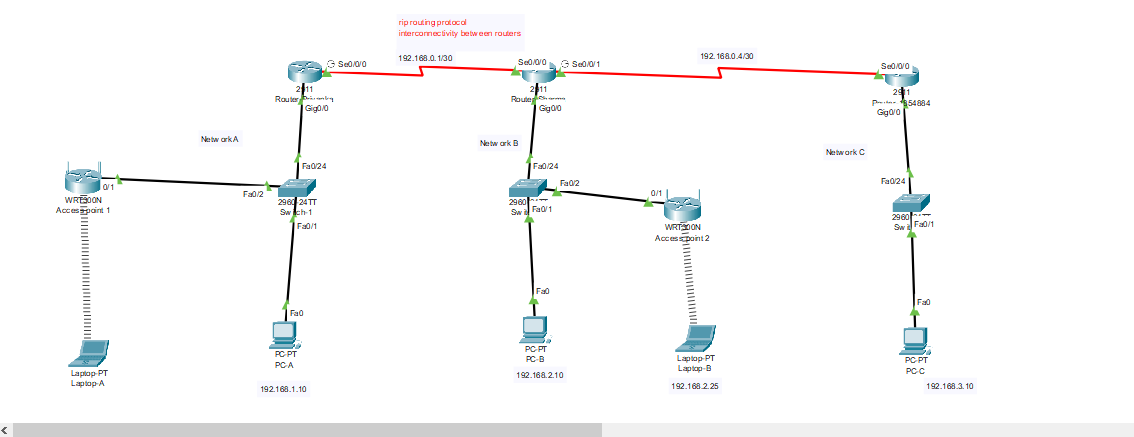 rip routing protocol
interconnectivity between routers
192.168.0.1/30
192.168.0.4/30
Se0/0/0
Se0/0/0
Se0/0/1
Se0/0/0
2911
Gig0/0
2911
Gig0/0
2911
Gig0/0
Network A
Network B
Network C
0/1
WRT300N
Access point 1
Fa0/2
Fa0/24
2960-24TT
Switch-1
Fa0/1
Fa0/24
Fa0/2
Fa0/1
0/1
WRT300N
Access point 2
Fa0/24
Fa0/1
Fa0
PC-PT
PC-A
Fa0
PC-PT
PC-B
Fa0
PC-PT
PC-C
Laptop-PT
Laptop-A
Laptop-PT
Laptop-B
192.168.1.10
192.168.2.10
192.168.2.25
192.168.3.10